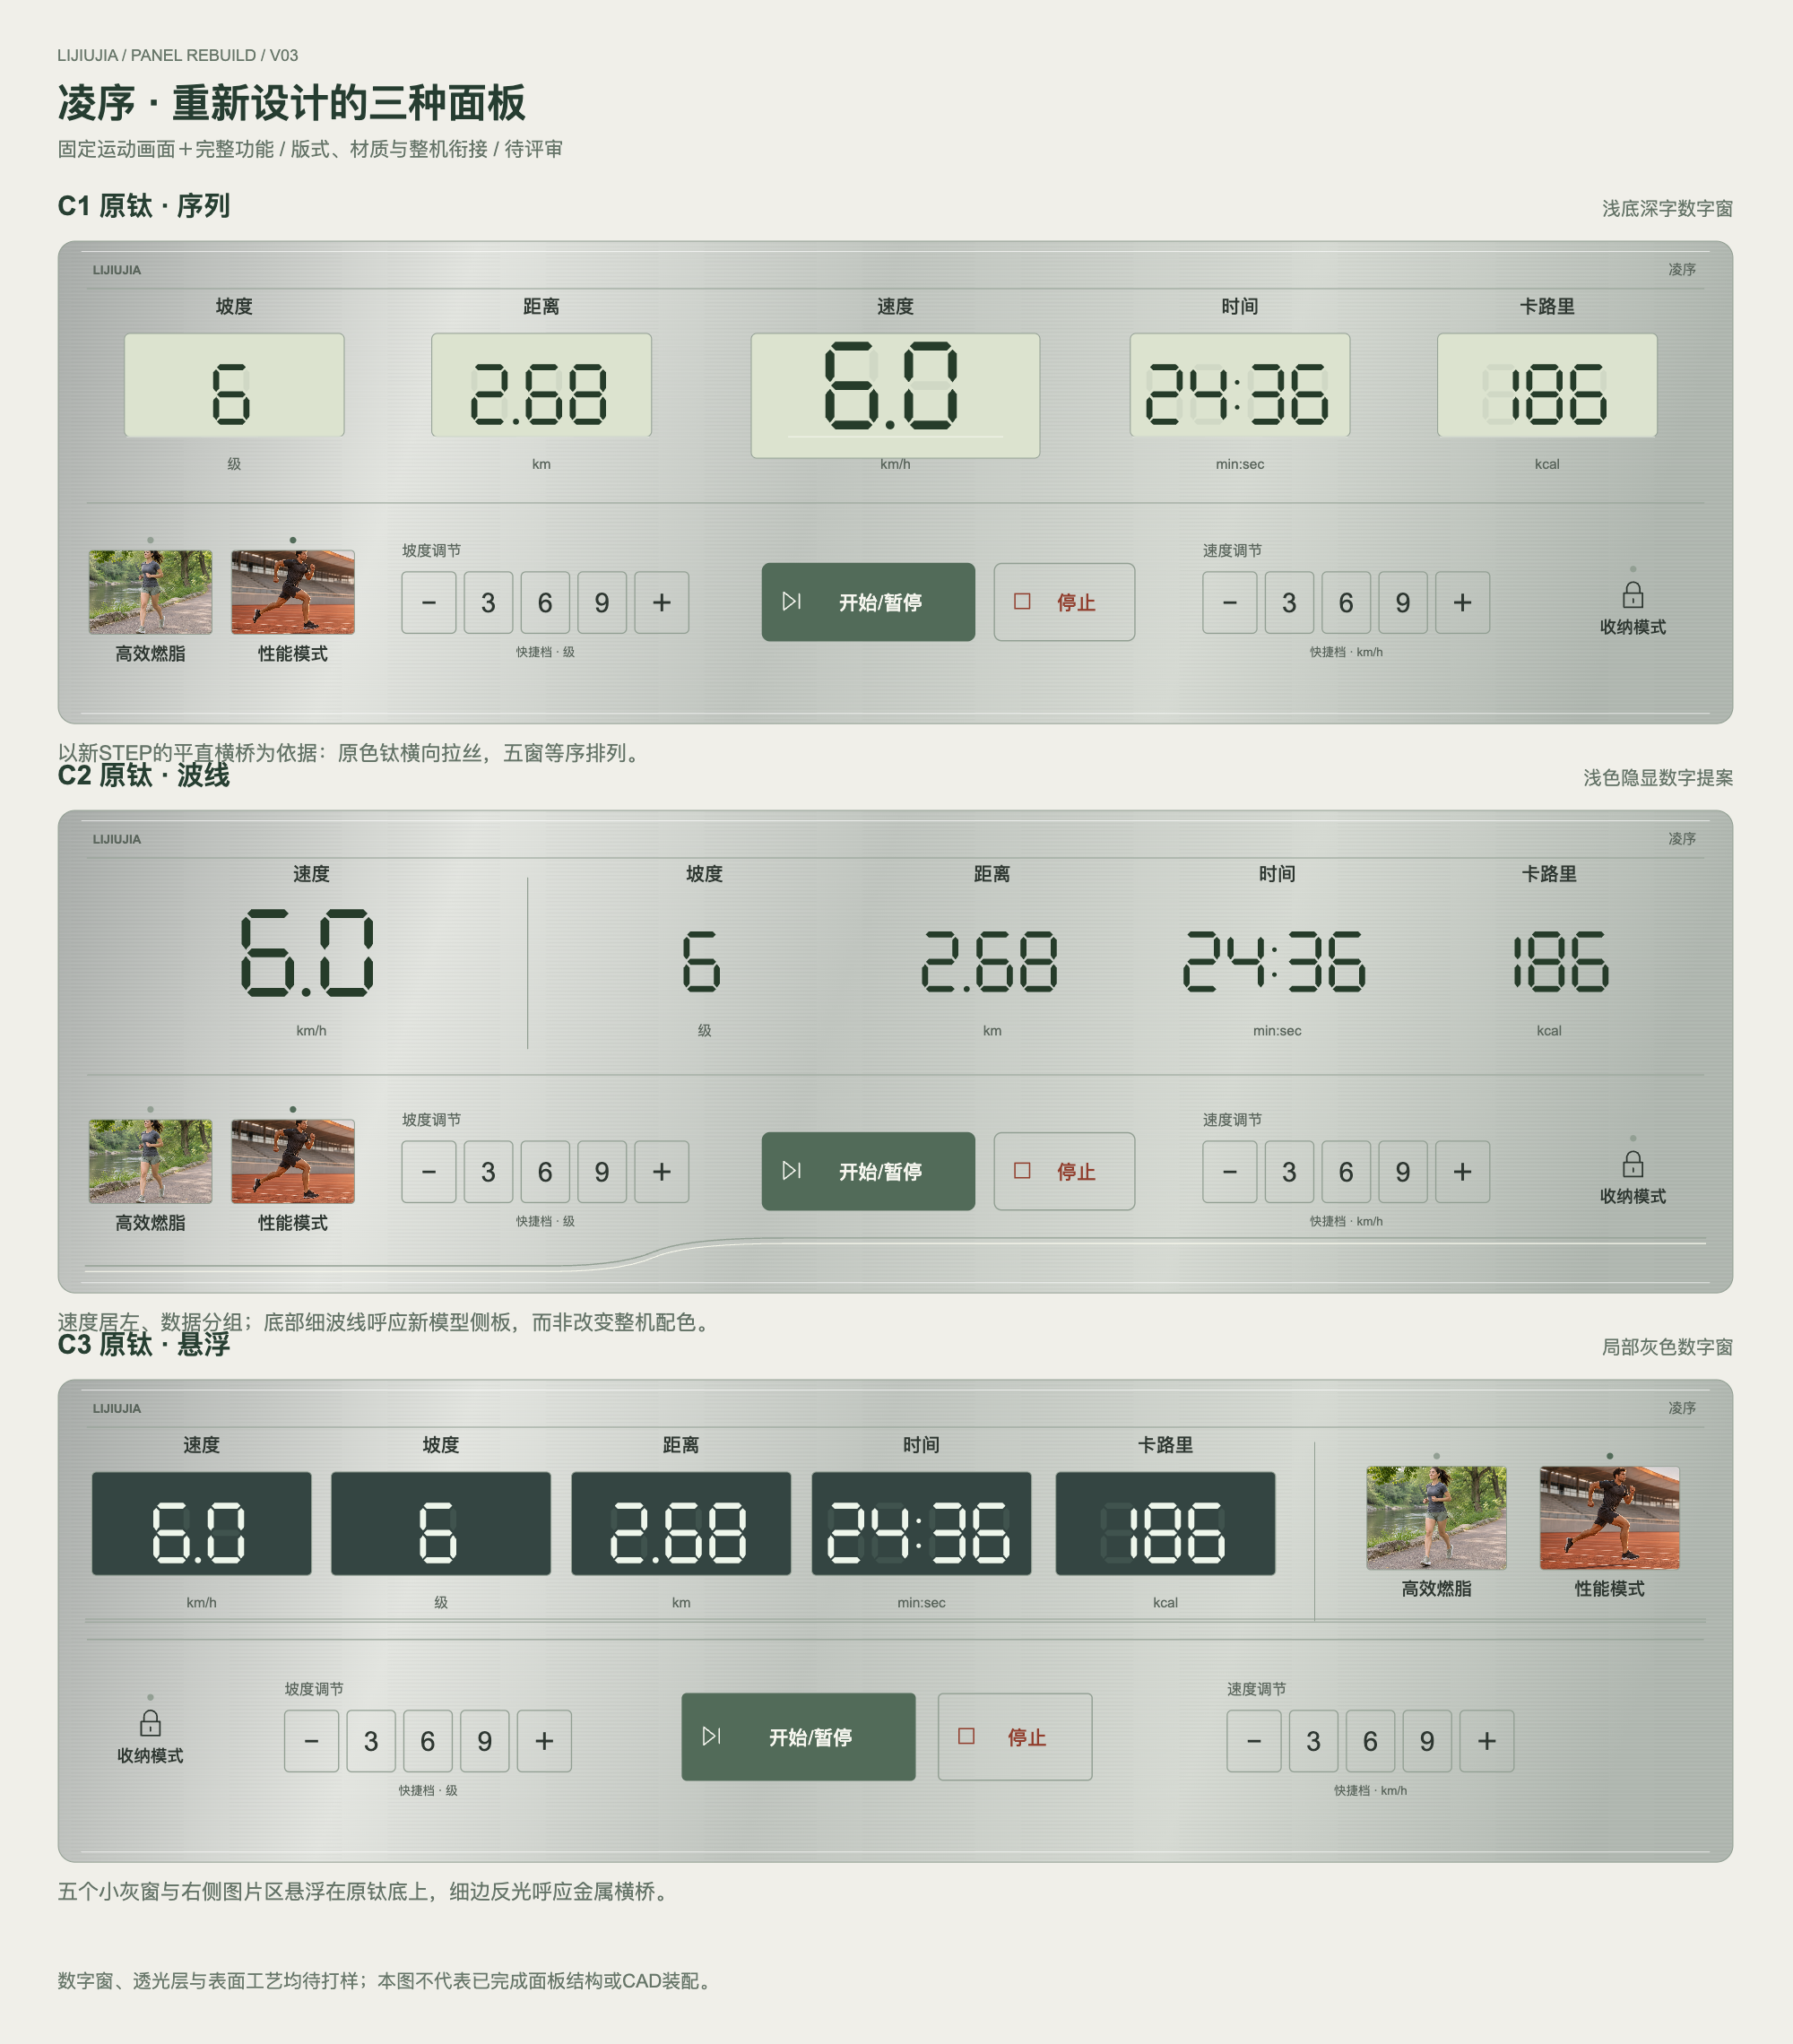 LIJIUJIA / PANEL REBUILD / V03
凌序 · 重新设计的三种面板
固定运动画面＋完整功能 / 版式、材质与整机衔接 / 待评审
C1 原钛 · 序列
浅底深字数字窗
LIJIUJIA
凌序
坡度 距离 速度 时间 卡路里
6 2.68 6.0 24:36 186
级 km km/h min:sec kcal
坡度调节
速度调节
- 3 6 9 +
开始/暂停
停止
- 3 6 9 +
收纳模式
高效燃脂 性能模式
快捷档 · 级
快捷档 · km/h
以新STEP的平直横桥为依据：原色钛横向拉丝，五窗等序排列。
C2 原钛 · 波线
浅色隐显数字提案
LIJIUJIA
凌序
速度 坡度 距离 时间 卡路里
6.0 6 2.68 24:36 186
km/h 级 km min:sec kcal
坡度调节
速度调节
- 3 6 9 +
开始/暂停
停止
- 3 6 9 +
收纳模式
高效燃脂 性能模式
快捷档 · 级
快捷档 · km/h
速度居左、数据分组；底部细波线呼应新模型侧板，而非改变整机配色。
C3 原钛 · 悬浮
局部灰色数字窗
LIJIUJIA
凌序
速度 坡度 距离 时间 卡路里
6.0 6 2.68 24:36 186
高效燃脂 性能模式
km/h 级 km min:sec kcal
坡度调节
速度调节
收纳模式
- 3 6 9 +
开始/暂停
停止
- 3 6 9 +
快捷档 · 级
快捷档 · km/h
五个小灰窗与右侧图片区悬浮在原钛底上，细边反光呼应金属横桥。
数字窗、透光层与表面工艺均待打样；本图不代表已完成面板结构或CAD装配。